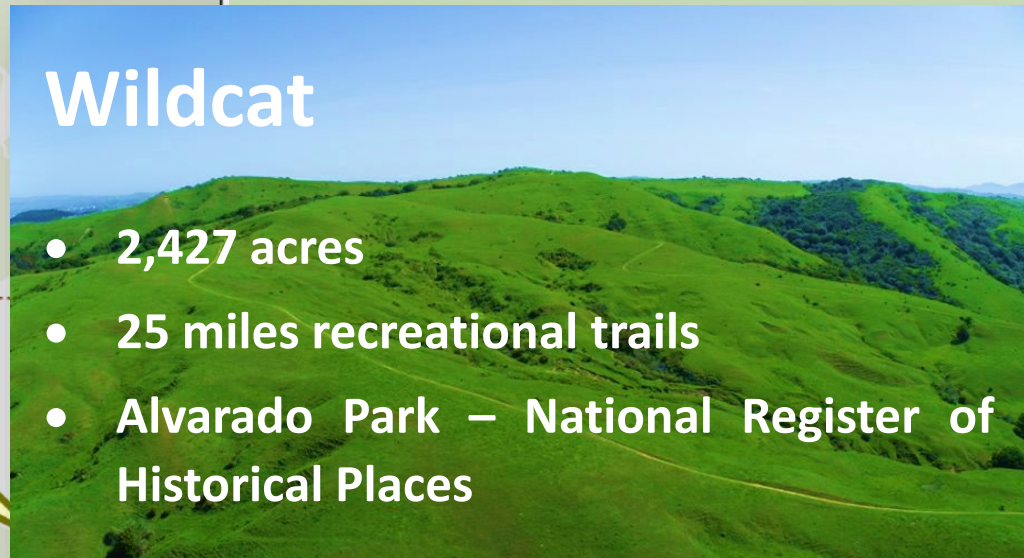 Wildcat
• 2,427 acres
• 25 miles recreational trails
• Alvarado Park – National Register of
Historical Places